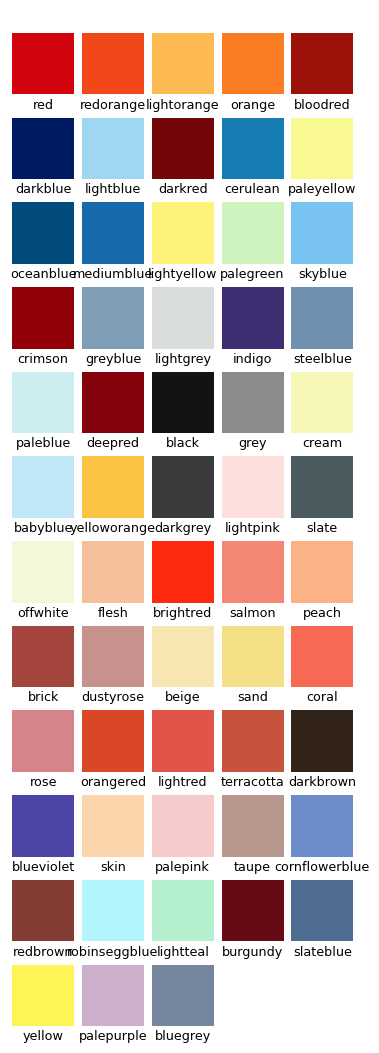 red redorange lightorange orange bloodred
darkblue lightblue darkred cerulean paleyellow
oceanblue mediumblue lightyellow palegreen skyblue
crimson greyblue lightgrey indigo steelblue
paleblue deepred black grey cream
babyblue yelloworange darkgrey lightpink slate
offwhite flesh brightred salmon peach
brick dustyrose beige sand coral
rose orangered lightred terracotta darkbrown
blueviolet skin palepink taupe cornflowerblue
redbrown robinseggblue lightteal burgundy slateblue
yellow palepurple bluegrey